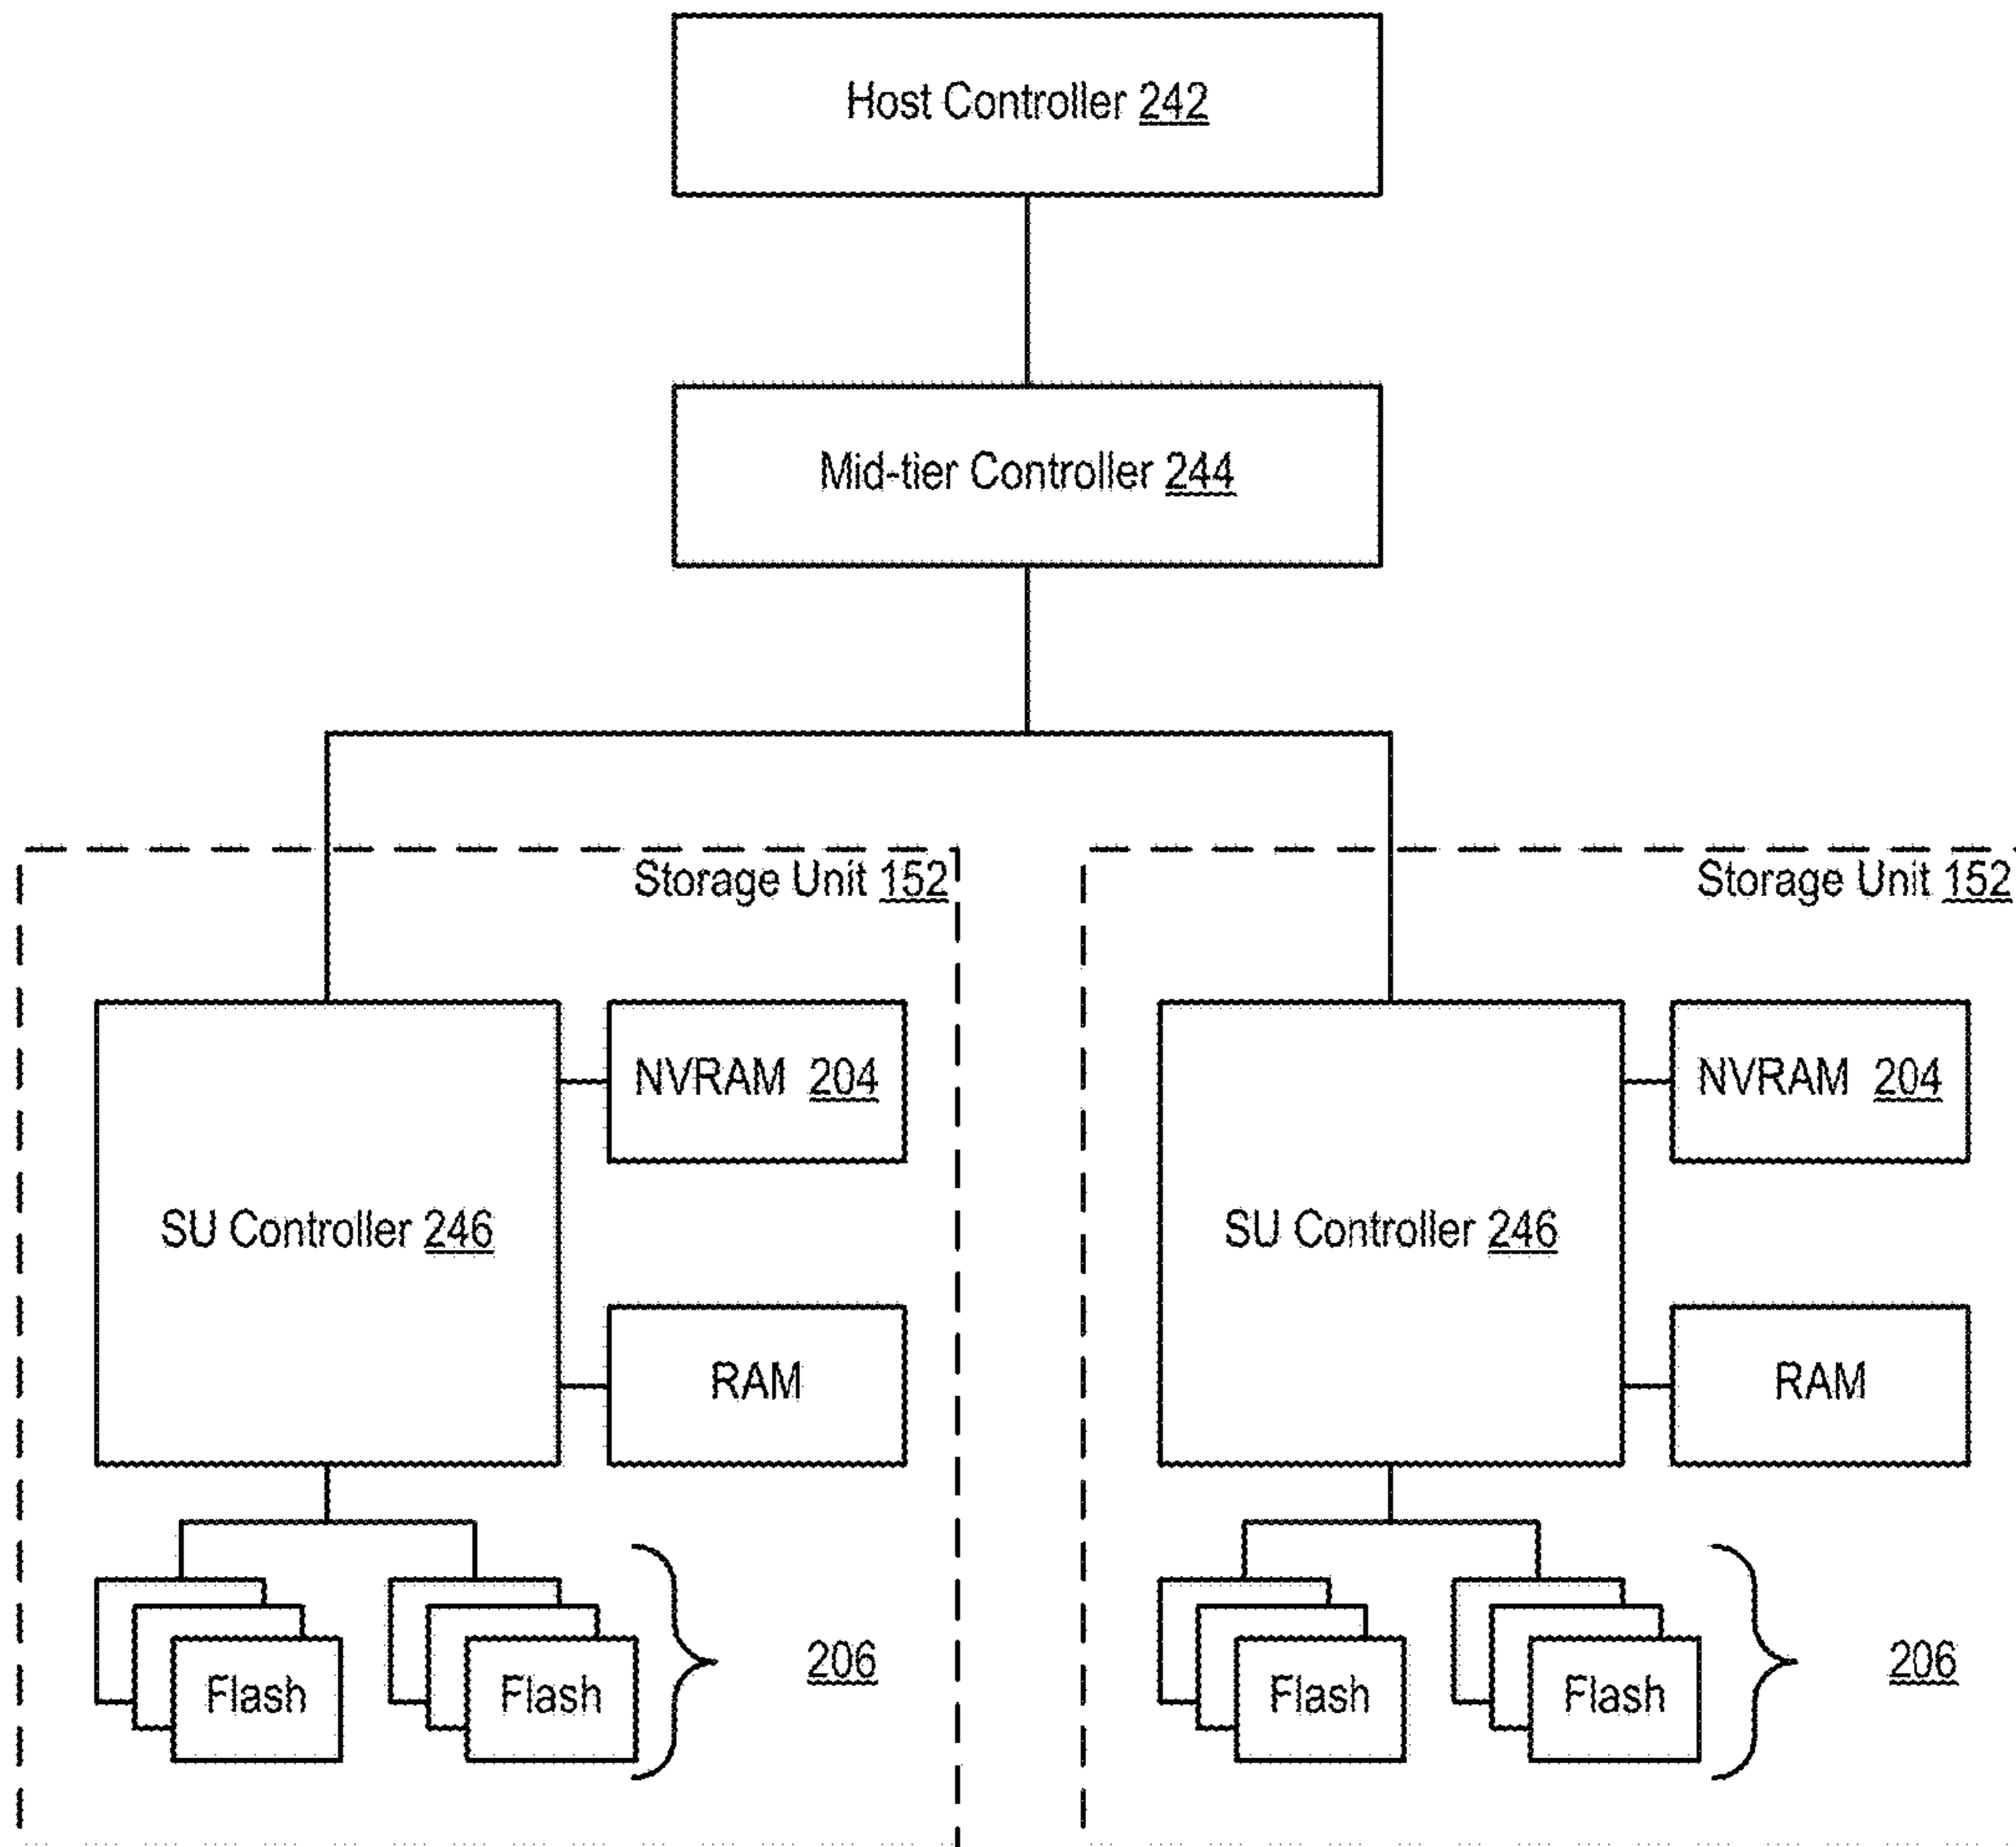 Host Controller 242
Mid-tier Controller 244
Storage Unit 152
NVRAM 204
SU Controller 246
RAM
Flash Flash
206
Storage Unit 152
NVRAM 204
SU Controller 246
RAM
Flash Flash
206